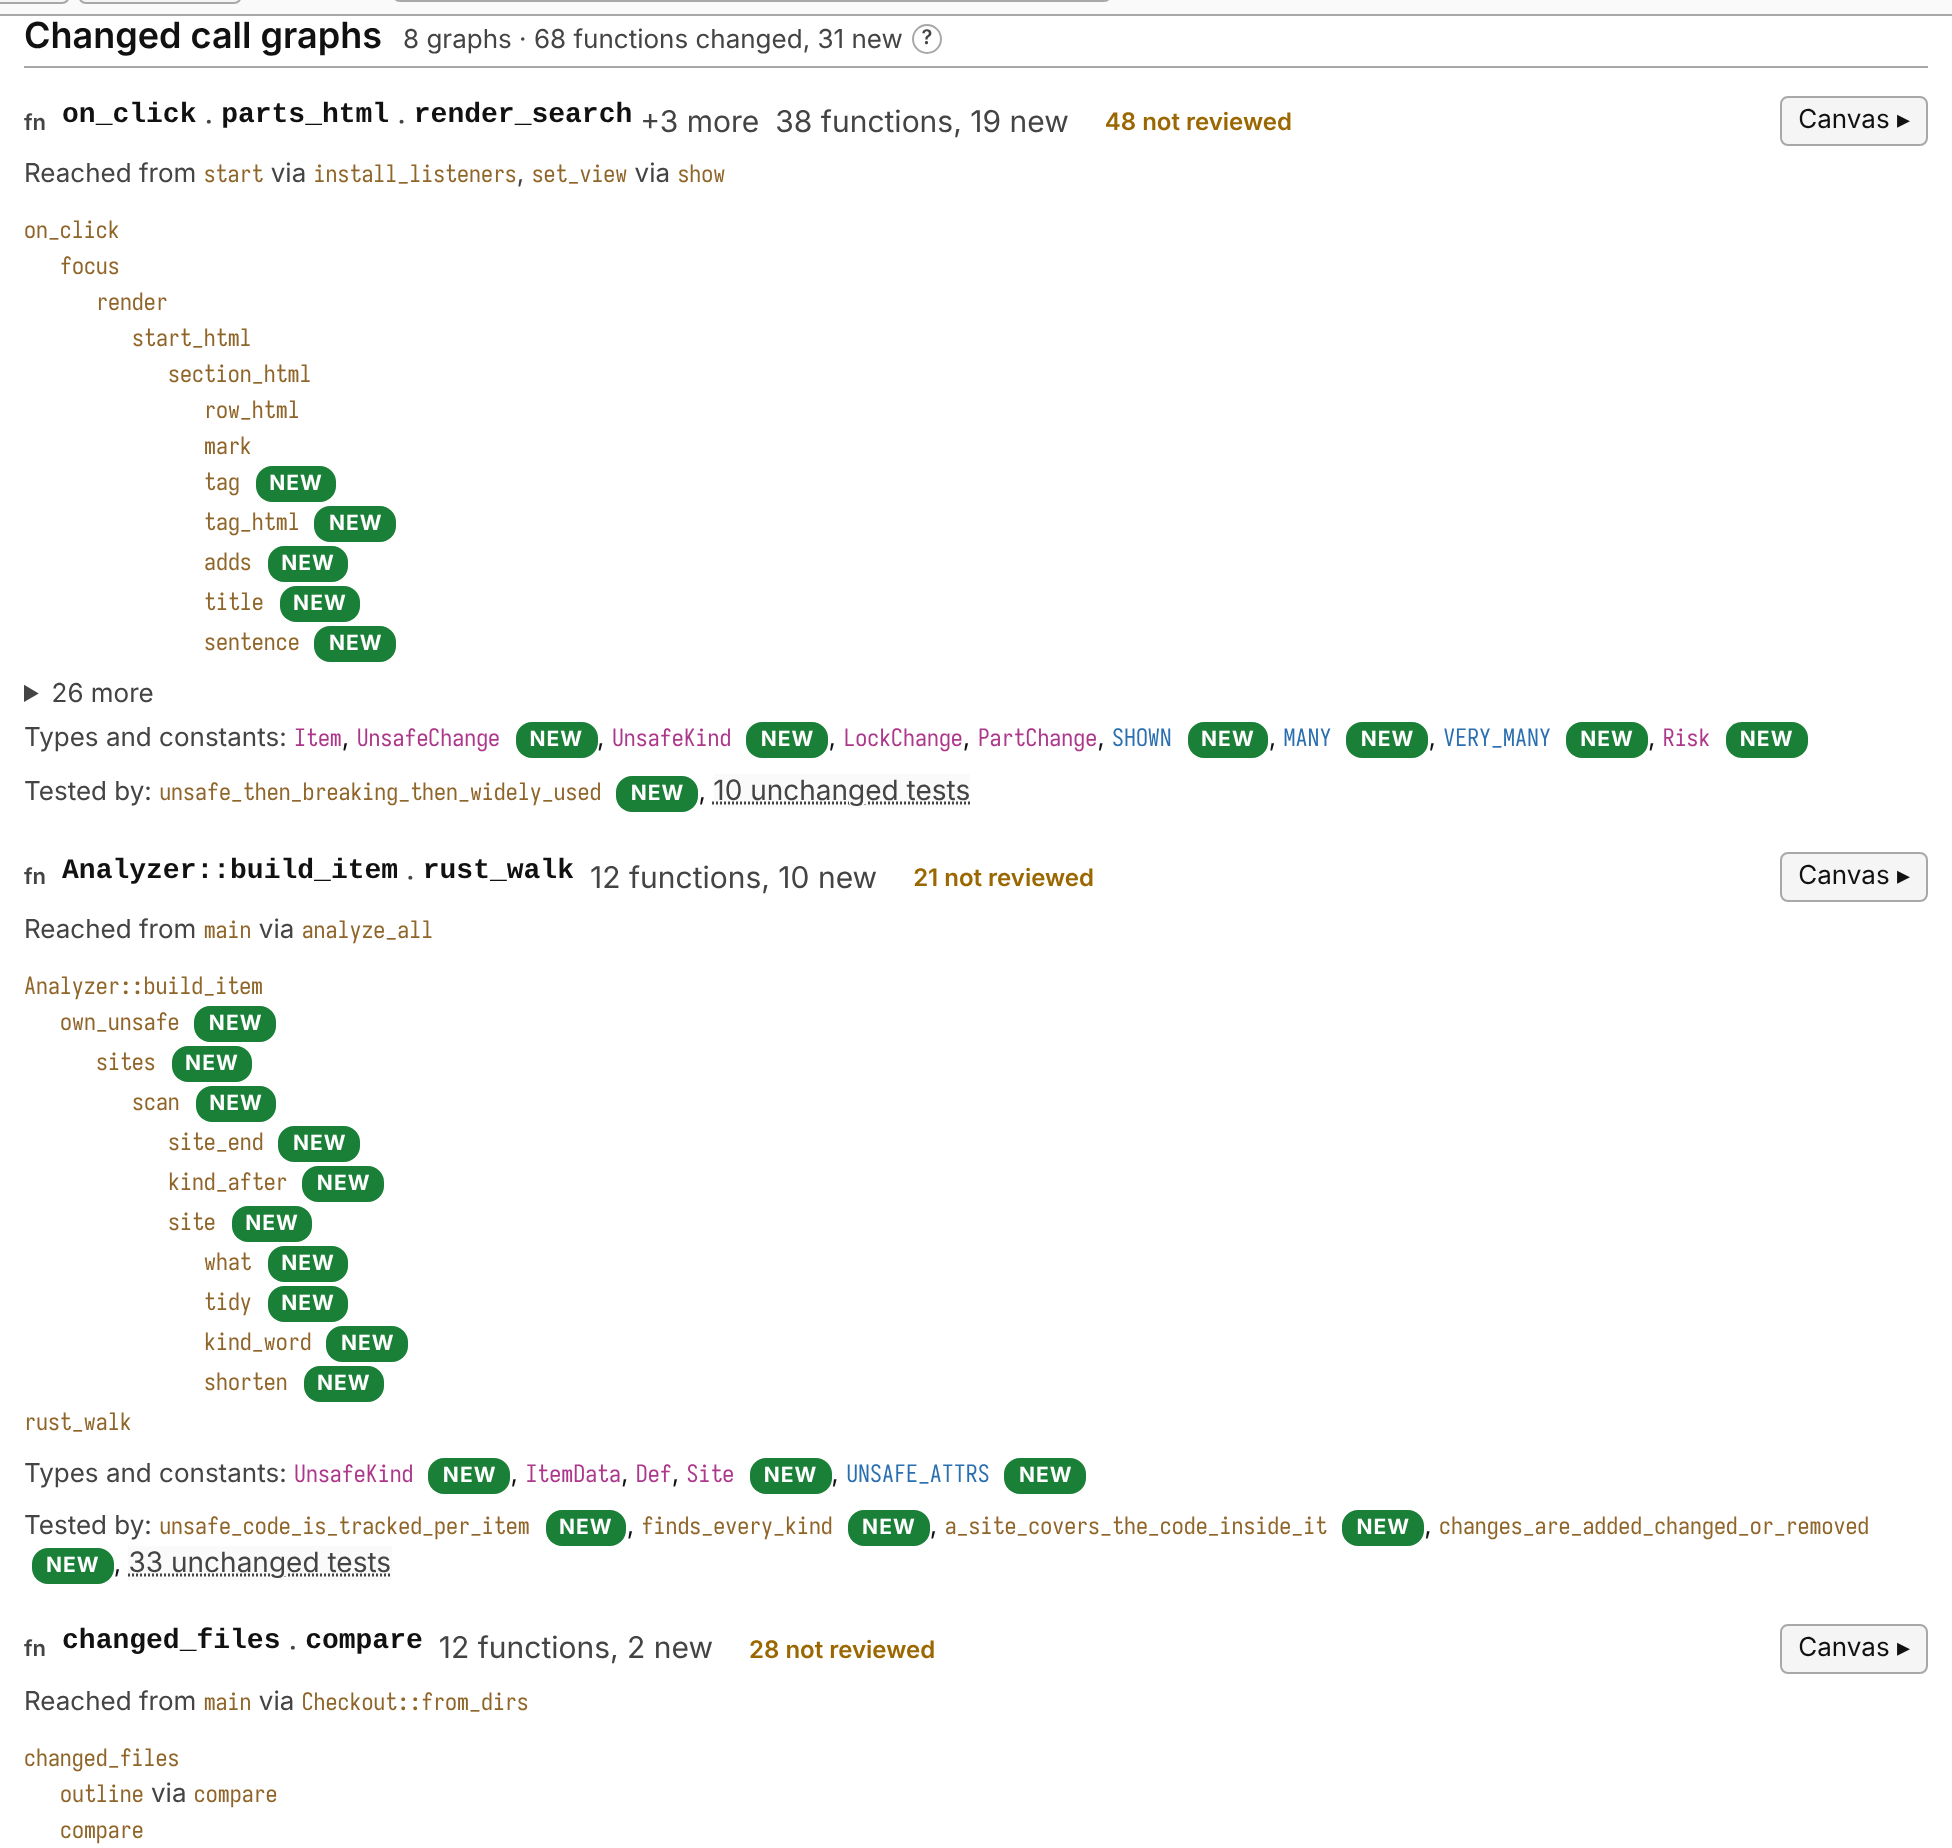 Changed call graphs 8 graphs · 68 functions changed, 31 new ?
fn on_click . parts_html . render_search +3 more 38 functions, 19 new 48 not reviewed Canvas ▸
Reached from start via install_listeners, set_view via show
on_click
focus
render
start_html
section_html
row_html
mark
tag NEW
tag_html NEW
adds NEW
title NEW
sentence NEW
▶ 26 more
Types and constants: Item, UnsafeChange NEW, UnsafeKind NEW, LockChange, PartChange, SHOWN NEW, MANY NEW, VERY_MANY NEW, Risk NEW
Tested by: unsafe_then_breaking_then_widely_used NEW, 10 unchanged tests
fn Analyzer::build_item . rust_walk 12 functions, 10 new 21 not reviewed Canvas ▸
Reached from main via analyze_all
Analyzer::build_item
own_unsafe NEW
sites NEW
scan NEW
site_end NEW
kind_after NEW
site NEW
what NEW
tidy NEW
kind_word NEW
shorten NEW
rust_walk
Types and constants: UnsafeKind NEW, ItemData, Def, Site NEW, UNSAFE_ATTRS NEW
Tested by: unsafe_code_is_tracked_per_item NEW, finds_every_kind NEW, a_site_covers_the_code_inside_it NEW, changes_are_added_changed_or_removed
NEW, 33 unchanged tests
fn changed_files . compare 12 functions, 2 new 28 not reviewed Canvas ▸
Reached from main via Checkout::from_dirs
changed_files
outline via compare
compare